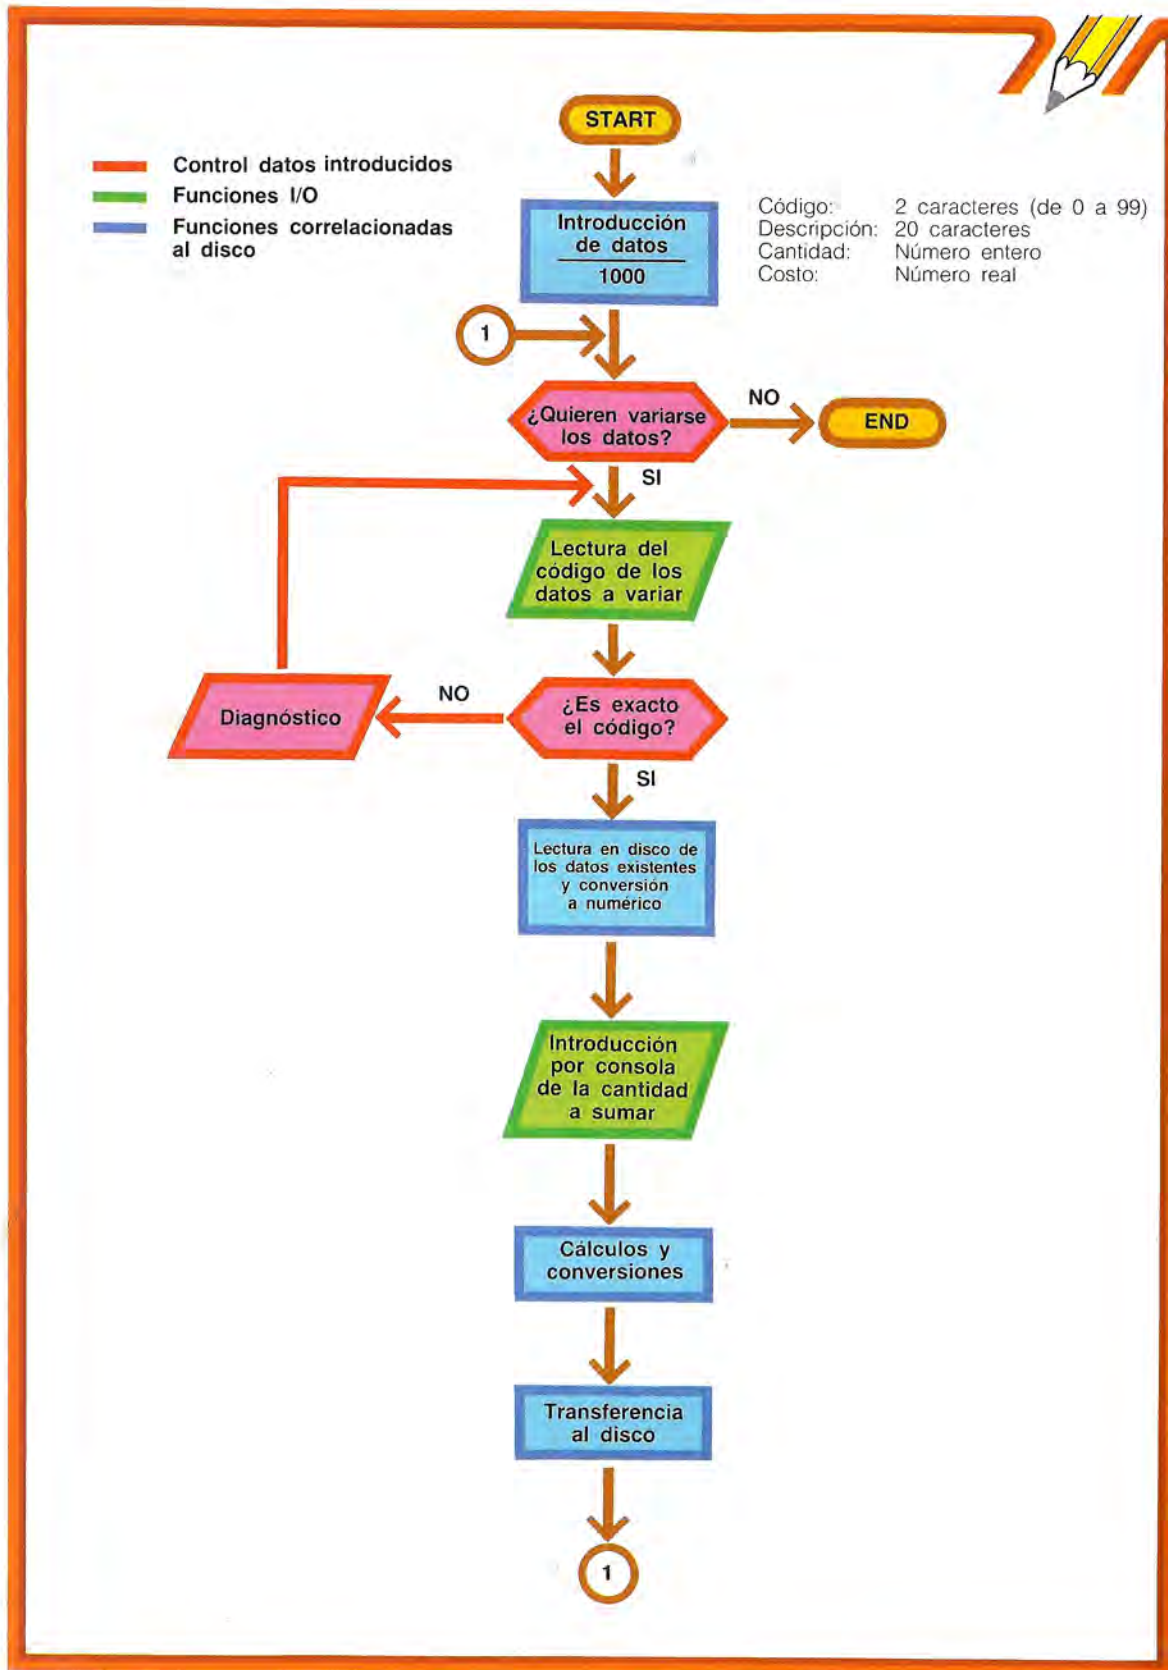 START
Control datos introducidos
Funciones I/O
Funciones correlacionadas
al disco
Introducción
de datos
1000
Código: 2 caracteres (de 0 a 99)
Descripción: 20 caracteres
Cantidad: Número entero
Costo: Número real
1
¿Quieren variarse
los datos?
NO
END
SI
Lectura del
código de los
datos a variar
Diagnóstico
NO
¿Es exacto
el código?
SI
Lectura en disco de
los datos existentes
y conversión
a numérico
Introducción
por consola
de la cantidad
a sumar
Cálculos y
conversiones
Transferencia
al disco
1